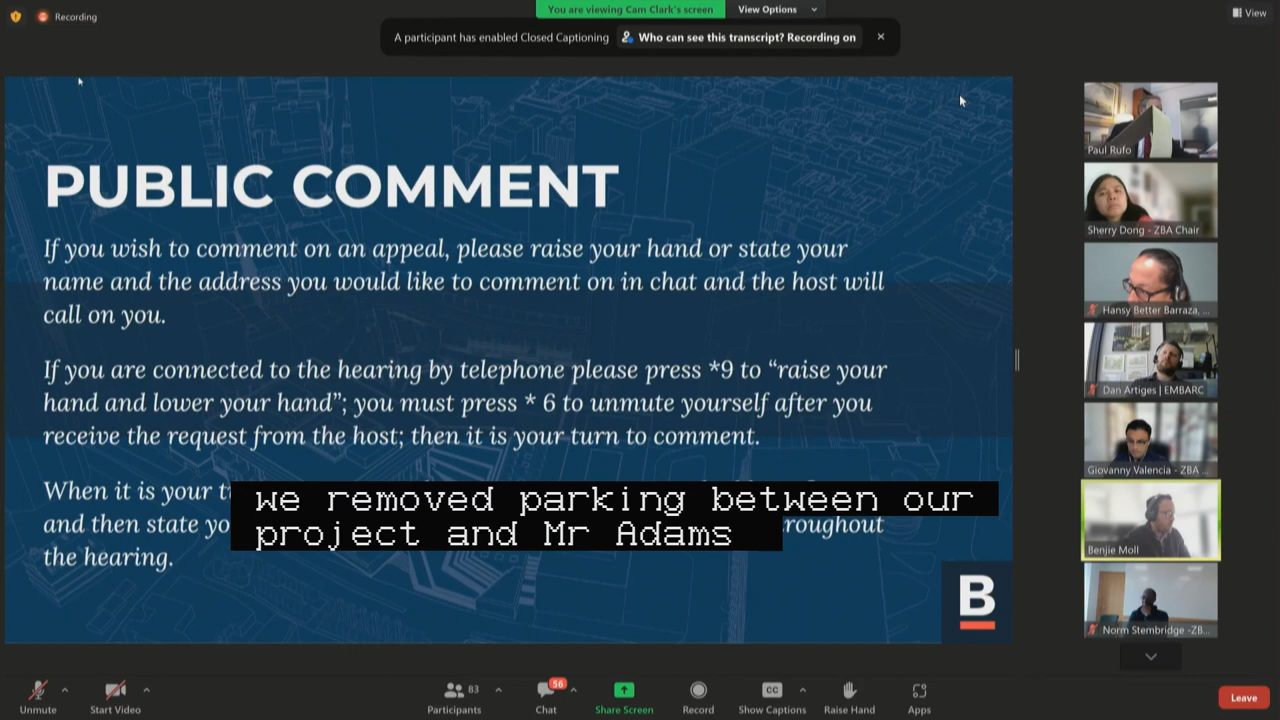 Recording
You are viewing Cam Clark's screen
View Options
View
A participant has enabled Closed Captioning
Who can see this transcript? Recording on
PUBLIC COMMENT
If you wish to comment on an appeal, please raise your hand or state your
name and the address you would like to comment on in chat and the host will
call on you.
If you are connected to the hearing by telephone please press *9 to “raise your
hand and lower your hand”; you must press * 6 to unmute yourself after you
receive the request from the host; then it is your turn to comment.
When it is your
and then state
the hearing.
we removed parking between our
project and Mr Adams
B
Paul Rufo
Sherry Dong - ZBA Chair
Hansy Better Barraza, ...
Dan Artiges | EMBARC
Giovanny Valencia - ZBA ...
Benjie Moll
Norm Stembridge -ZB...
Unmute
Start Video
Participants
83
Chat
56
Share Screen
Record
CC
Show Captions
Raise Hand
Apps
Leave